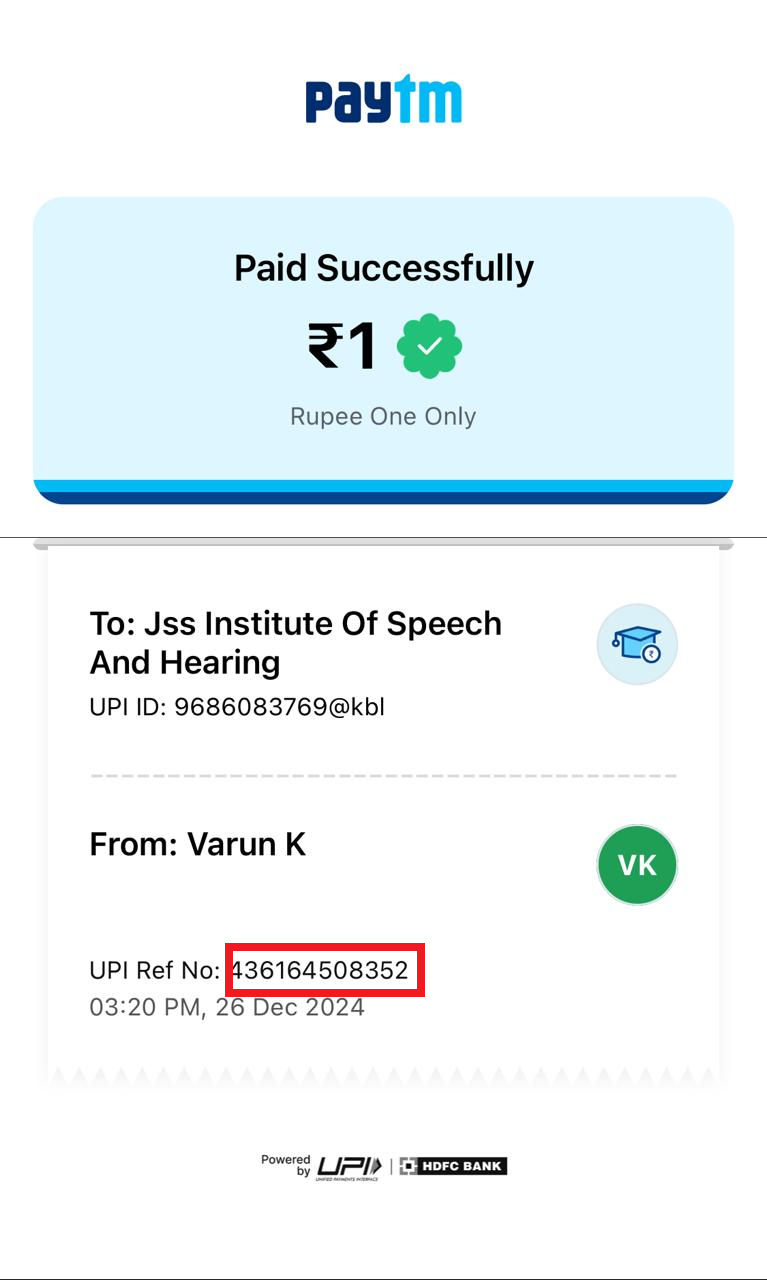 paytm
Paid Successfully
₹1
Rupee One Only
To: Jss Institute Of Speech
And Hearing
UPI ID: 9686083769@kbl
From: Varun K
VK
UPI Ref No: 436164508352
03:20 PM, 26 Dec 2024
Powered
by
UPI
UNIFIED PAYMENTS INTERFACE
HDFC BANK